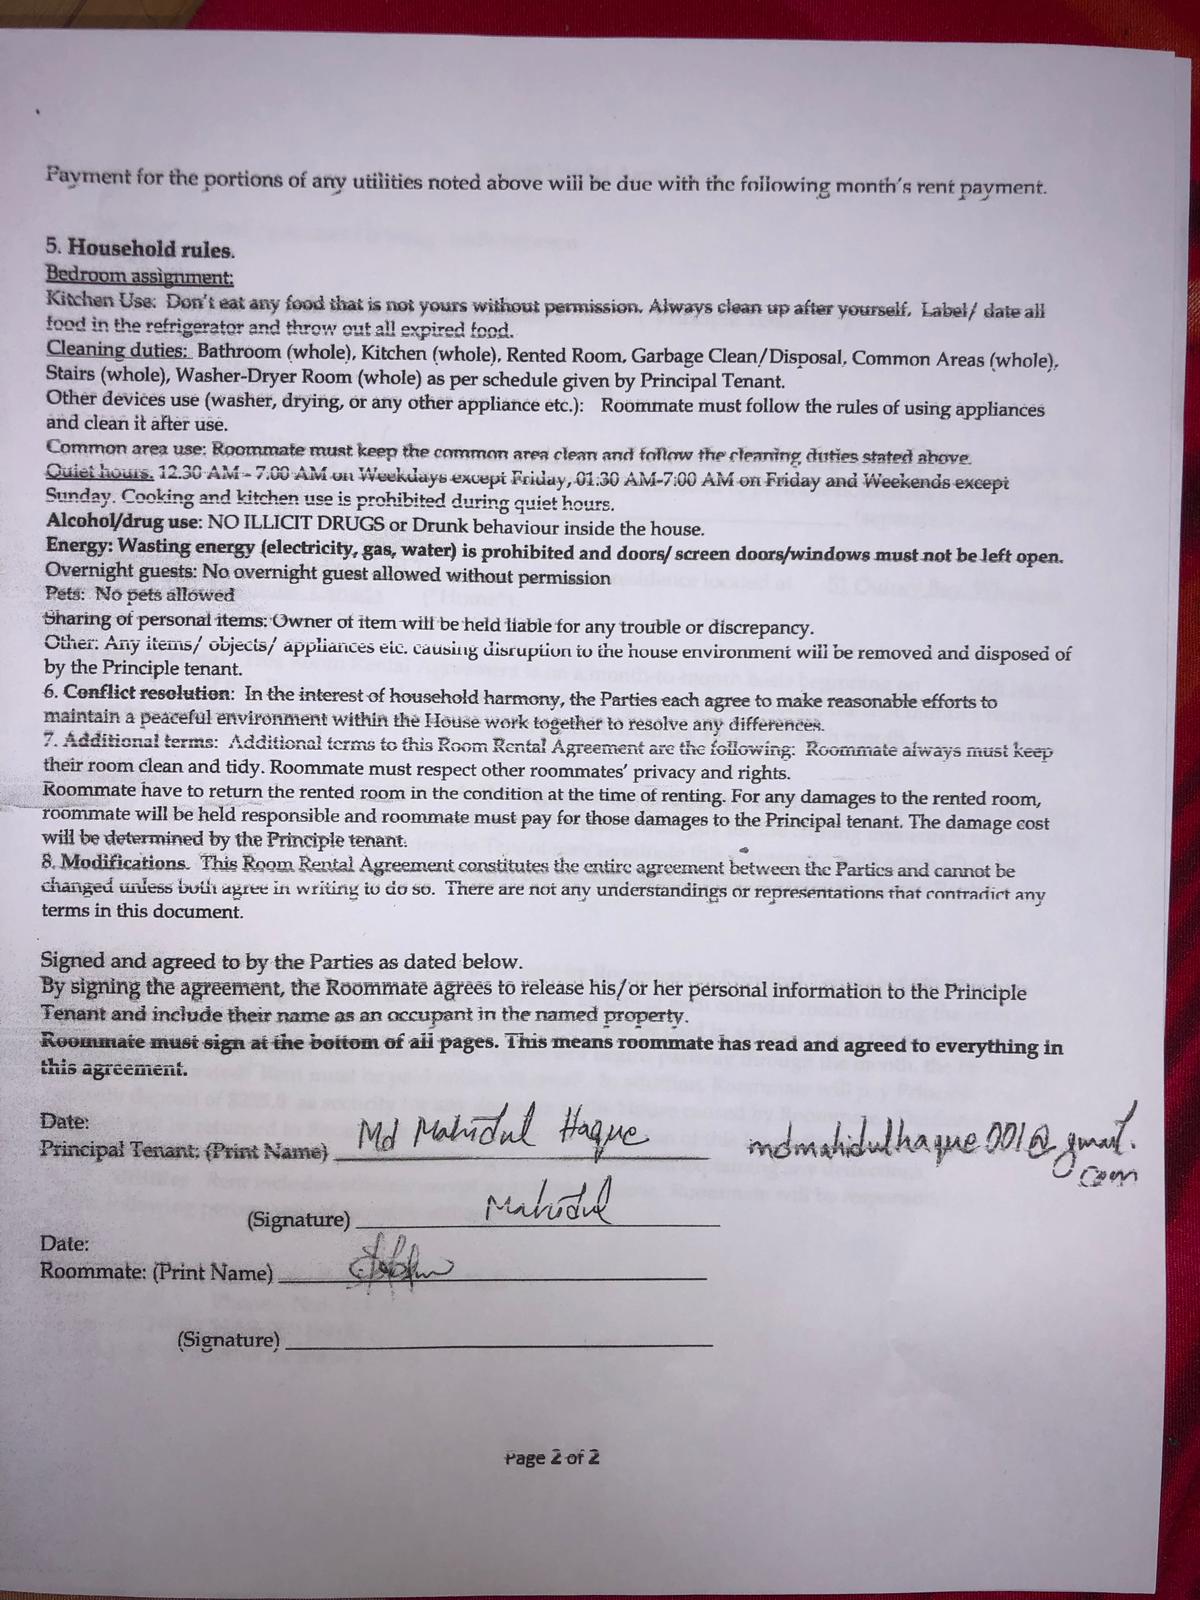 Payment for the portions of any utilities noted above will be due with the following month's rent payment.
5. Household rules.
Bedroom assignment:
Kitchen Use: Don't eat any food that is not yours without permission. Always clean up after yourself. Label/ date all
food in the refrigerator and throw out all expired food.
Cleaning duties: Bathroom (whole), Kitchen (whole), Rented Room, Garbage Clean/Disposal, Common Areas (whole),
Stairs (whole), Washer-Dryer Room (whole) as per schedule given by Principal Tenant.
Other devices use (washer, drying, or any other appliance etc.): Roommate must follow the rules of using appliances
and clean it after use.
Common area use: Roommate must keep the common area clean and follow the cleaning duties stated above.
Quiet hours. 12.30 AM - 7.00 AM on Weekdays except Friday, 01:30 AM-7:00 AM on Friday and Weekends except
Sunday. Cooking and kitchen use is prohibited during quiet hours.
Alcohol/drug use: NO ILLICIT DRUGS or Drunk behaviour inside the house.
Energy: Wasting energy (electricity, gas, water) is prohibited and doors/ screen doors/windows must not be left open.
Overnight guests: No overnight guest allowed without permission
Pets: No pets allowed
Sharing of personal items: Owner of item will be held liable for any trouble or discrepancy.
Other: Any items/ objects/ appliances etc. causing disruption to the house environment will be removed and disposed of
by the Principle tenant.
6. Conflict resolution: In the interest of household harmony, the Parties each agree to make reasonable efforts to
maintain a peaceful environment within the House work together to resolve any differences.
7. Additional terms: Additional terms to this Room Rental Agreement are the following: Roommate always must keep
their room clean and tidy. Roommate must respect other roommates' privacy and rights.
Roommate have to return the rented room in the condition at the time of renting. For any damages to the rented room,
roommate will be held responsible and roommate must pay for those damages to the Principal tenant. The damage cost
will be determined by the Principle tenant.
8. Modifications. This Room Rental Agreement constitutes the entire agreement between the Parties and cannot be
changed unless both agree in writing to do so. There are not any understandings or representations that contradict any
terms in this document.
Signed and agreed to by the Parties as dated below.
By signing the agreement, the Roommate agrees to release his/or her personal information to the Principle
Tenant and include their name as an occupant in the named property.
Roommate must sign at the bottom of all pages. This means roommate has read and agreed to everything in
this agreement.
Date:
Principal Tenant: (Print Name) Md Mahidul Haque mdmahidulhaque001@gmail.
com
(Signature) Mahidul
Date:
Roommate: (Print Name)
(Signature)
Page 2 of 2